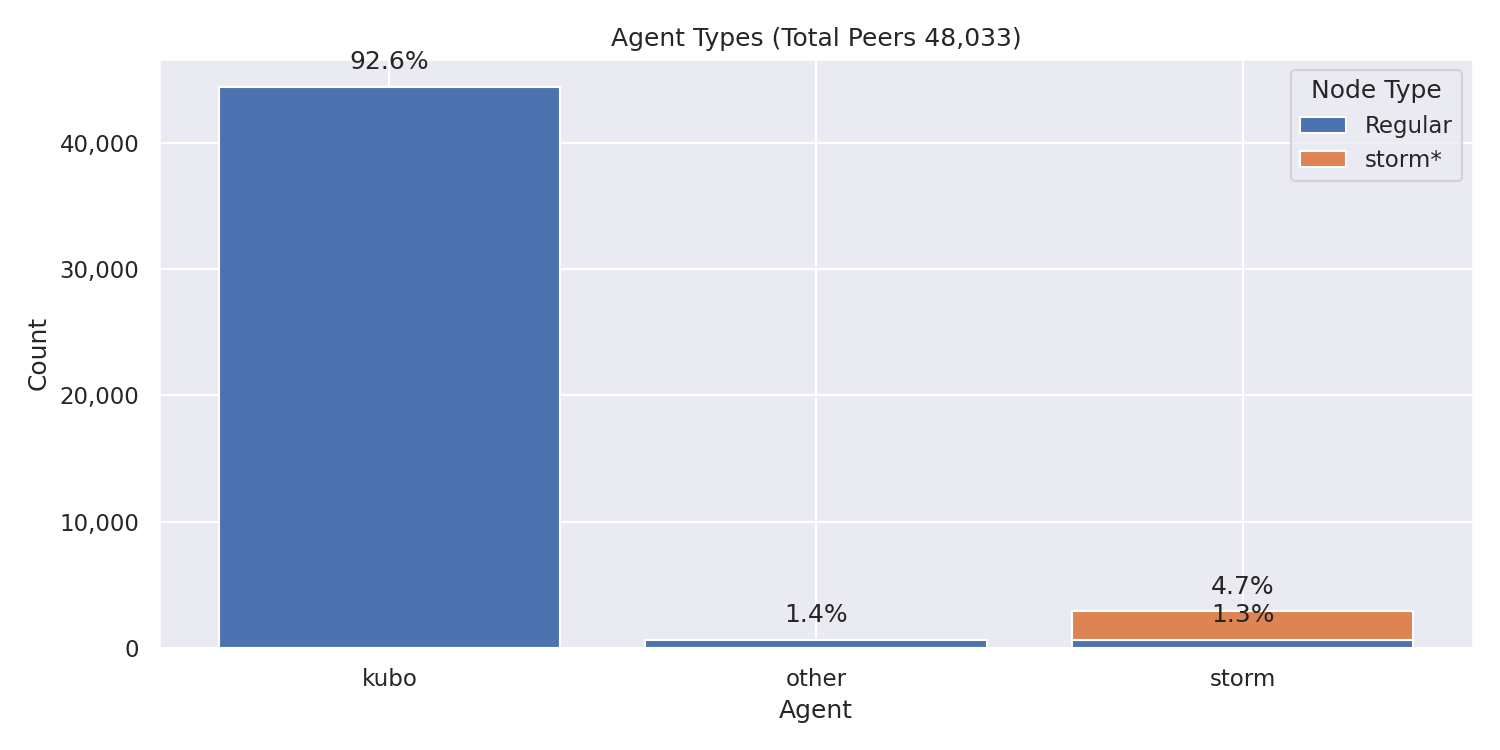 Agent Types (Total Peers 48,033)
92.6%
Node Type
Regular
storm*
40,000
30,000
20,000
10,000
0
Count
4.7%
1.4%
1.3%
kubo
other
storm
Agent